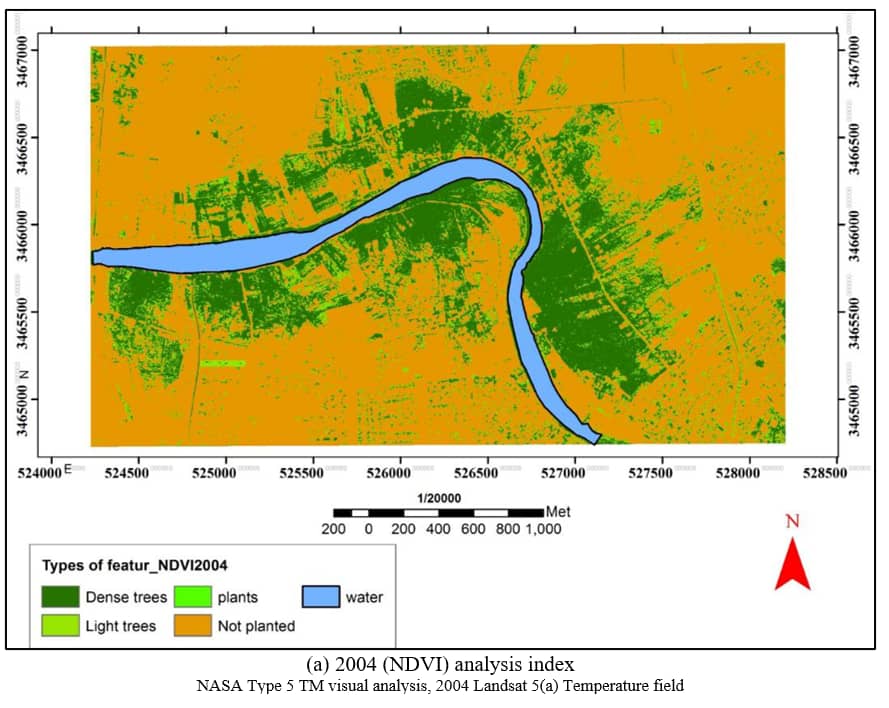 3467000
3466500
3466000
3465500
3465000
N
3467000
3466500
3466000
3465500
3465000
524000 E 524500 525000 525500 526000 526500 527000 527500 528000 528500
1/20000
Met
200 0 200 400 600 800 1,000
N
Types of featur_NDVI2004
Dense trees plants water
Light trees Not planted
(a) 2004 (NDVI) analysis index
NASA Type 5 TM visual analysis, 2004 Landsat 5(a) Temperature field